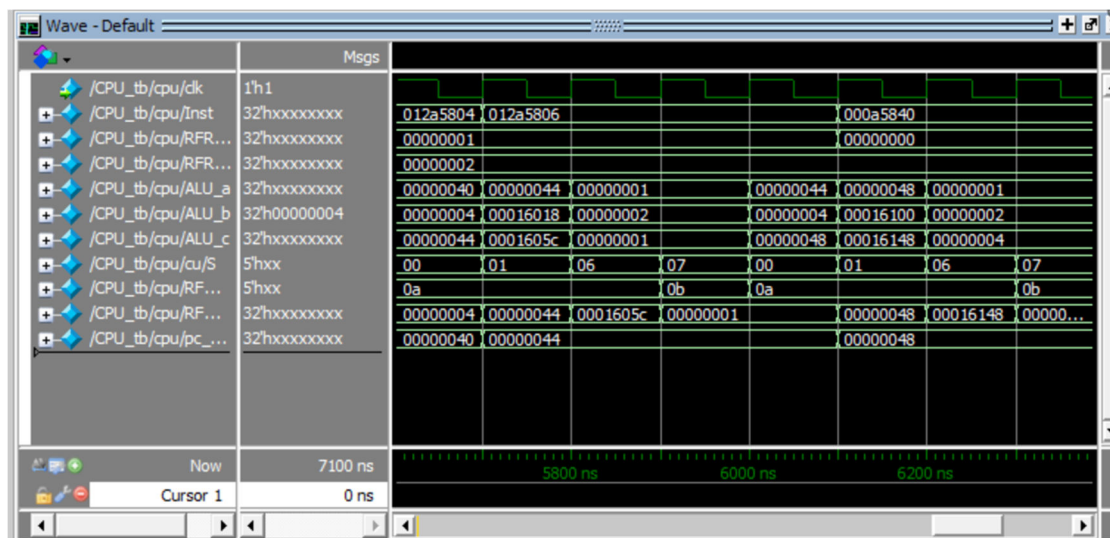 Wave - Default
Msgs
/CPU_tb/cpu/clk 1'h1
/CPU_tb/cpu/Inst 32'hxxxxxxxx 012a5804 012a5806 000a5840
/CPU_tb/cpu/RFR... 32'hxxxxxxxx 00000001 00000000
/CPU_tb/cpu/RFR... 32'hxxxxxxxx 00000002
/CPU_tb/cpu/ALU_a 32'hxxxxxxxx 00000040 00000044 00000001 00000044 00000048 00000001
/CPU_tb/cpu/ALU_b 32'h00000004 00000004 00016018 00000002 00000004 00016100 00000002
/CPU_tb/cpu/ALU_c 32'hxxxxxxxx 00000044 0001605c 00000001 00000048 00016148 00000004
/CPU_tb/cpu/cu/S 5'hxx 00 01 06 07 00 01 06 07
/CPU_tb/cpu/RF... 5'hxx 0a 0b 0a 0b
/CPU_tb/cpu/RF... 32'hxxxxxxxx 00000004 00000044 0001605c 00000001 00000048 00016148 00000...
/CPU_tb/cpu/pc_... 32'hxxxxxxxx 00000040 00000044 00000048
Now 7100 ns 5800 ns 6000 ns 6200 ns
Cursor 1 0 ns